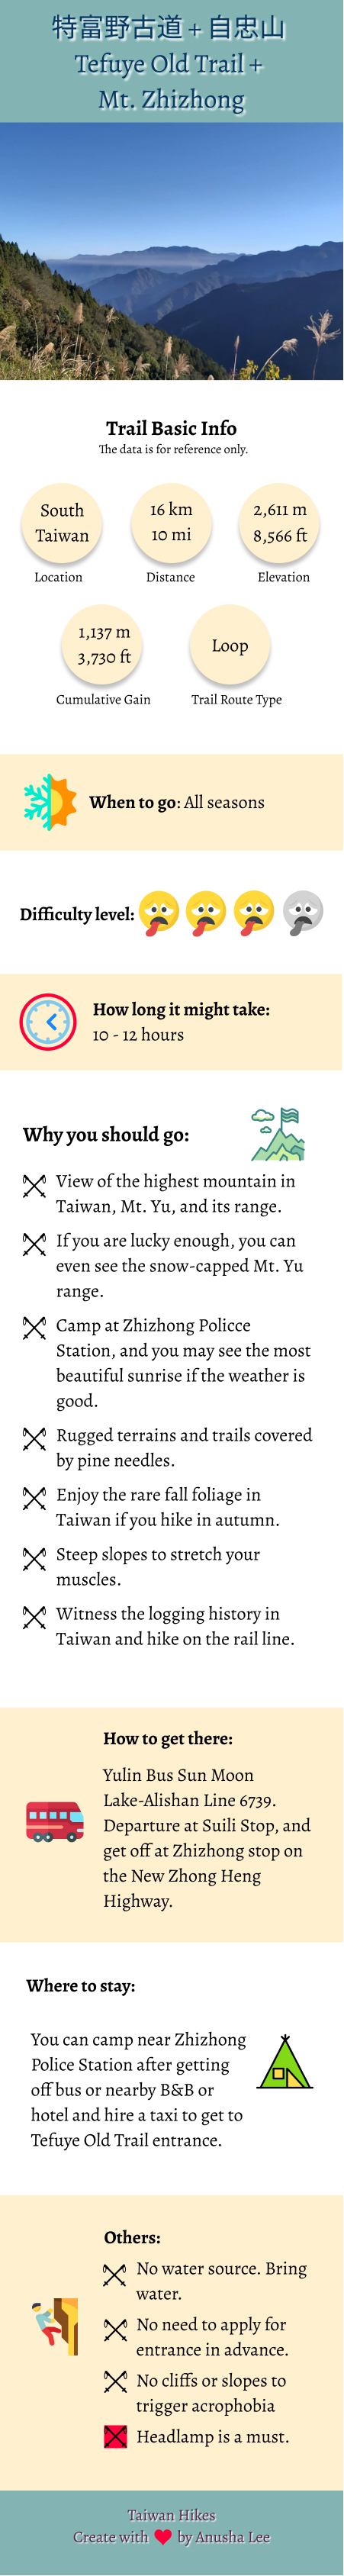 特富野古道 + 自忠山
Tefuye Old Trail +
Mt. Zhizhong
Trail Basic Info
The data is for reference only.
South
Taiwan
Location
16 km
10 mi
Distance
2,611 m
8,566 ft
Elevation
1,137 m
3,730 ft
Cumulative Gain
Loop
Trail Route Type
When to go: All seasons
Difficulty level:
How long it might take:
10 - 12 hours
Why you should go:
View of the highest mountain in
Taiwan, Mt. Yu, and its range.
If you are lucky enough, you can
even see the snow-capped Mt. Yu
range.
Camp at Zhizhong Policce
Station, and you may see the most
beautiful sunrise if the weather is
good.
Rugged terrains and trails covered
by pine needles.
Enjoy the rare fall foliage in
Taiwan if you hike in autumn.
Steep slopes to stretch your
muscles.
Witness the logging history in
Taiwan and hike on the rail line.
How to get there:
Yulin Bus Sun Moon
Lake-Alishan Line 6739.
Departure at Suili Stop, and
get off at Zhizhong stop on
the New Zhong Heng
Highway.
Where to stay:
You can camp near Zhizhong
Police Station after getting
off bus or nearby B&B or
hotel and hire a taxi to get to
Tefuye Old Trail entrance.
Others:
No water source. Bring
water.
No need to apply for
entrance in advance.
No cliffs or slopes to
trigger acrophobia
Headlamp is a must.
Taiwan Hikes
Create with ❤ by Anusha Lee